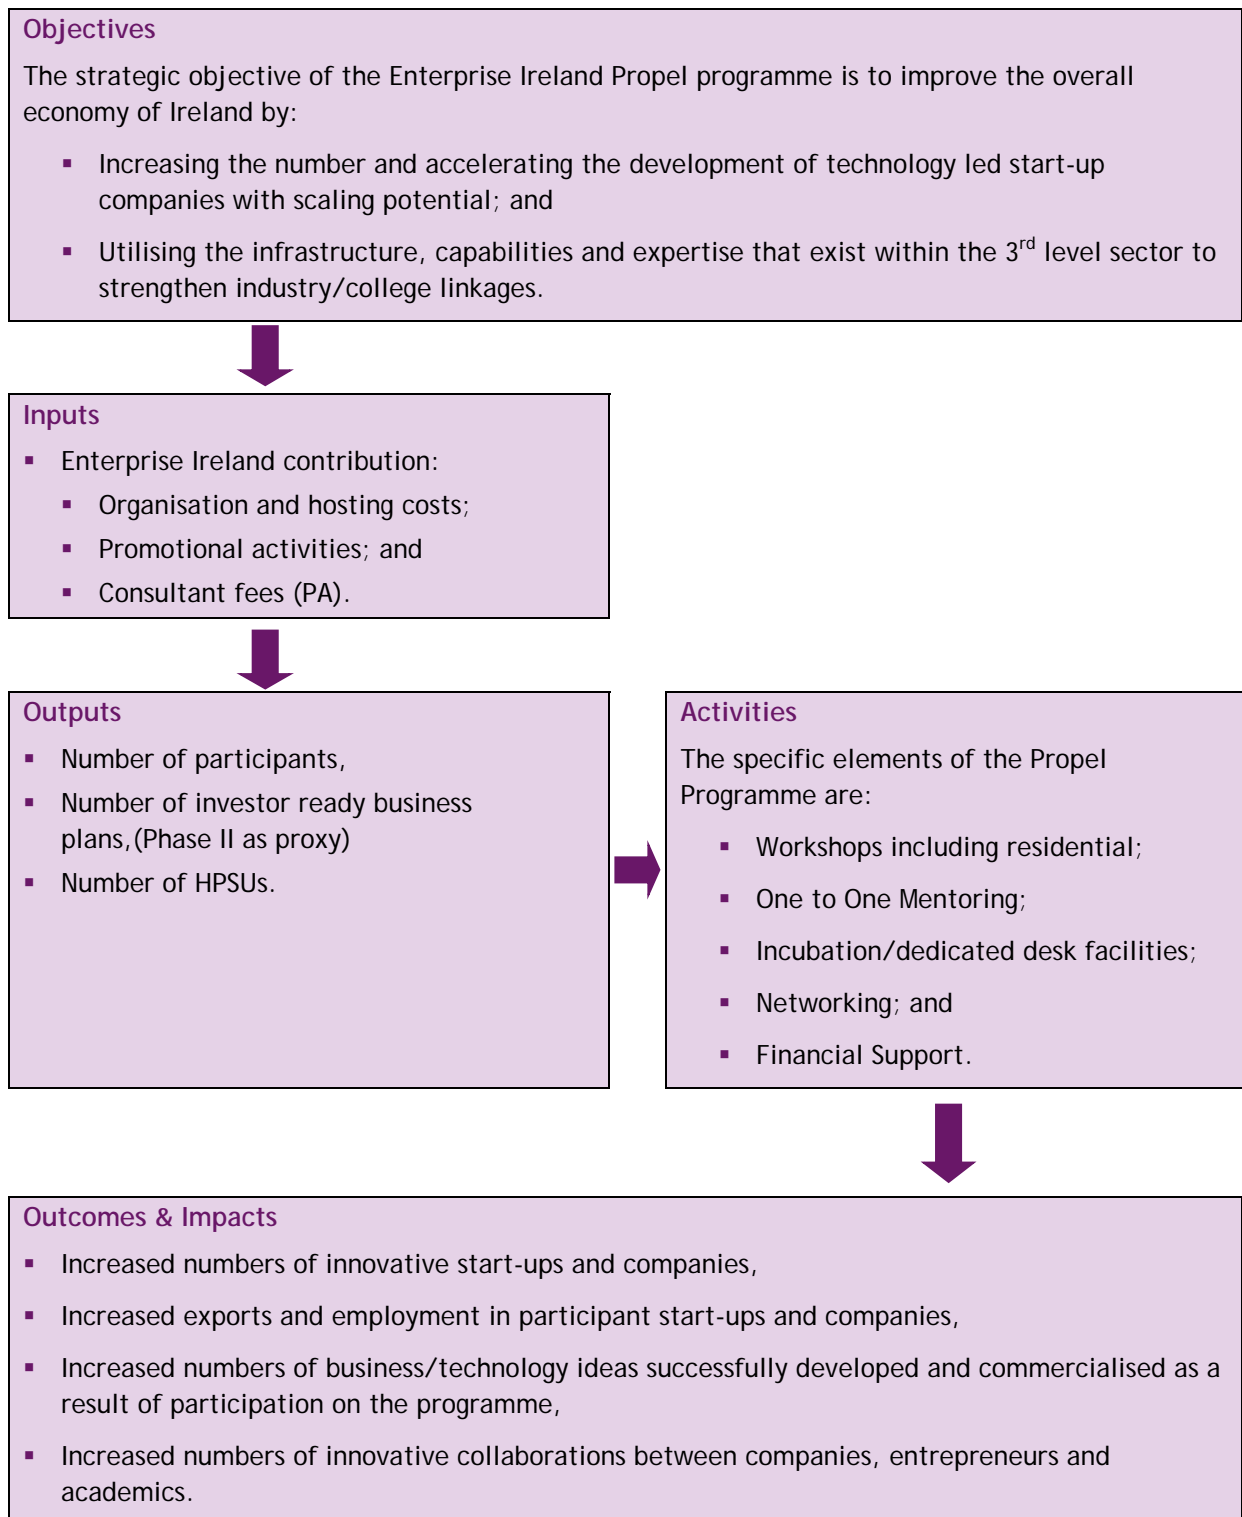 Objectives
The strategic objective of the Enterprise Ireland Propel programme is to improve the overall
economy of Ireland by:
▪ Increasing the number and accelerating the development of technology led start-up
companies with scaling potential; and
▪ Utilising the infrastructure, capabilities and expertise that exist within the 3rd level sector to
strengthen industry/college linkages.
Inputs
▪ Enterprise Ireland contribution:
▪ Organisation and hosting costs;
▪ Promotional activities; and
▪ Consultant fees (PA).
Outputs
▪ Number of participants,
▪ Number of investor ready business
plans,(Phase II as proxy)
▪ Number of HPSUs.
Activities
The specific elements of the Propel
Programme are:
▪ Workshops including residential;
▪ One to One Mentoring;
▪ Incubation/dedicated desk facilities;
▪ Networking; and
▪ Financial Support.
Outcomes & Impacts
▪ Increased numbers of innovative start-ups and companies,
▪ Increased exports and employment in participant start-ups and companies,
▪ Increased numbers of business/technology ideas successfully developed and commercialised as a
result of participation on the programme,
▪ Increased numbers of innovative collaborations between companies, entrepreneurs and
academics.